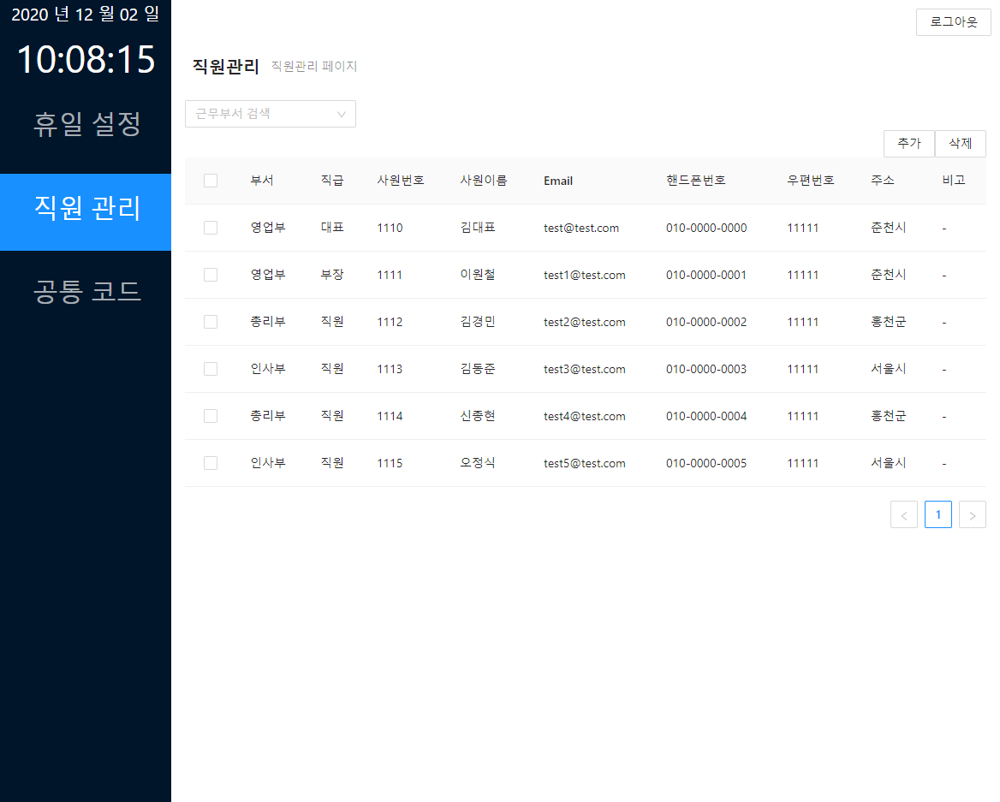 2020 년 12 월 02 일
10:08:15
휴일 설정
직원 관리
공통 코드
로그아웃
직원관리 직원관리 페이지
근무부서 검색
추가 삭제
부서 직급 사원번호 사원이름 Email 핸드폰번호 우편번호 주소 비고
영업부 대표 1110 김대표 test@test.com 010-0000-0000 11111 춘천시 -
영업부 부장 1111 이원철 test1@test.com 010-0000-0001 11111 춘천시 -
총리부 직원 1112 김경민 test2@test.com 010-0000-0002 11111 홍천군 -
인사부 직원 1113 김동준 test3@test.com 010-0000-0003 11111 서울시 -
총리부 직원 1114 신종현 test4@test.com 010-0000-0004 11111 홍천군 -
인사부 직원 1115 오정식 test5@test.com 010-0000-0005 11111 서울시 -
< 1 >